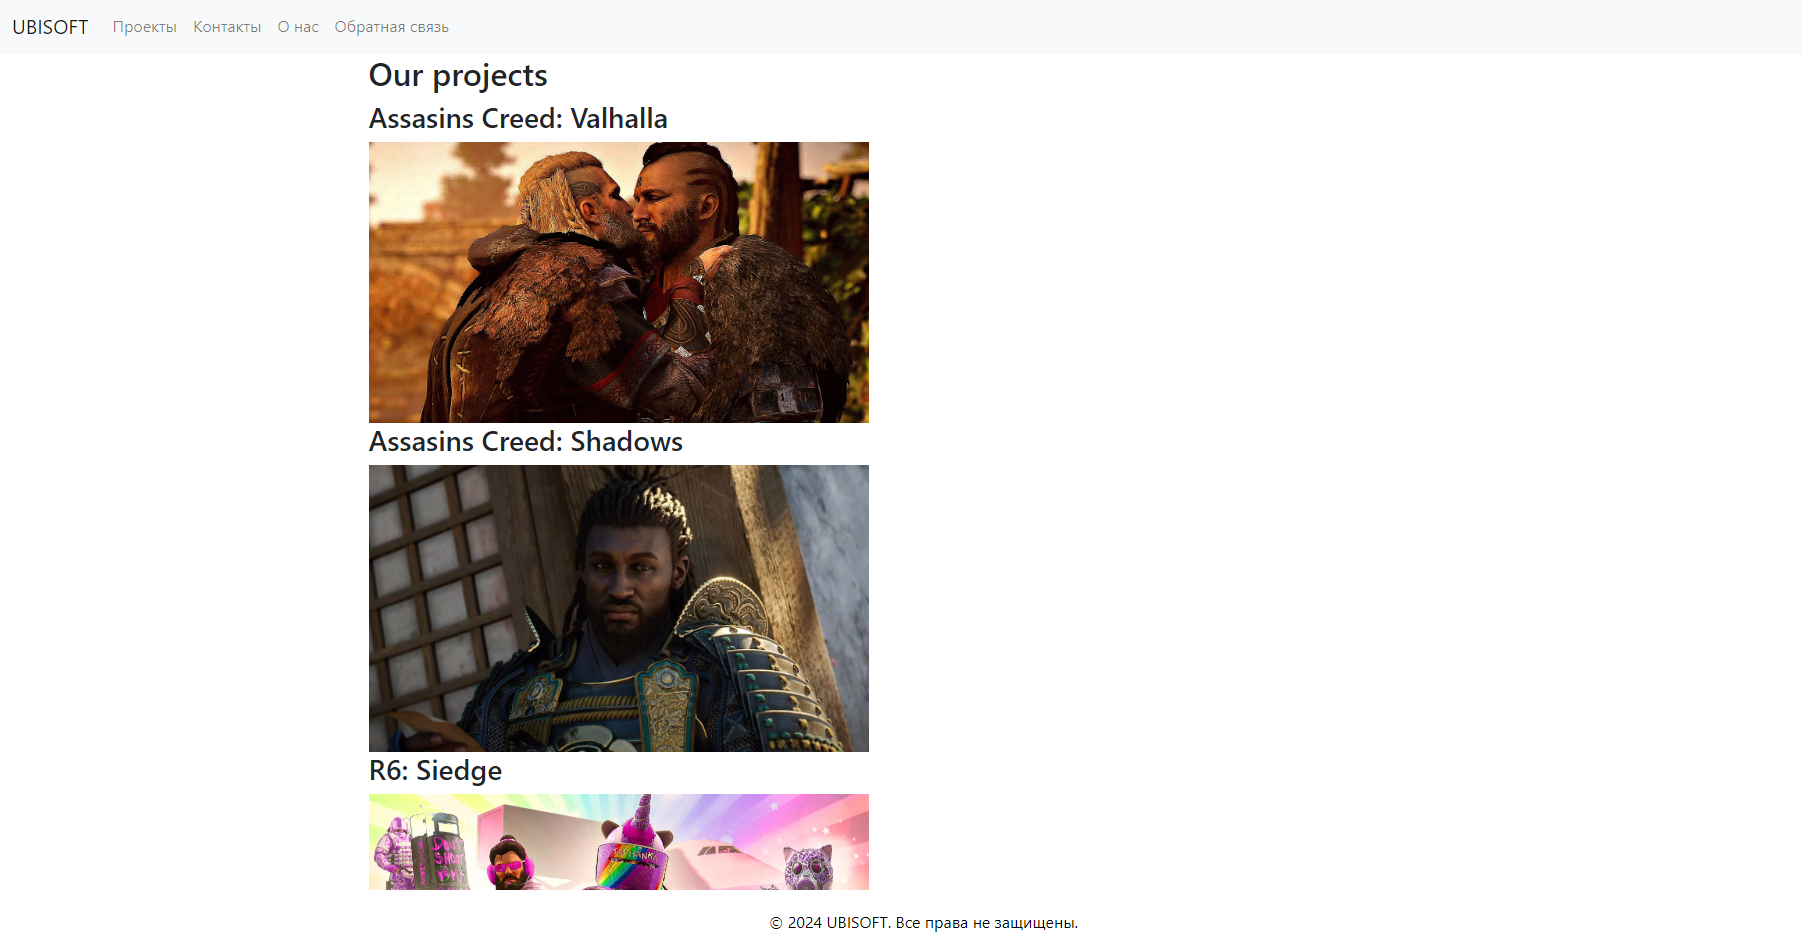 UBISOFT Проекты Контакты О нас Обратная связь
Our projects
Assasins Creed: Valhalla
Assasins Creed: Shadows
R6: Siedge
© 2024 UBISOFT. Все права не защищены.